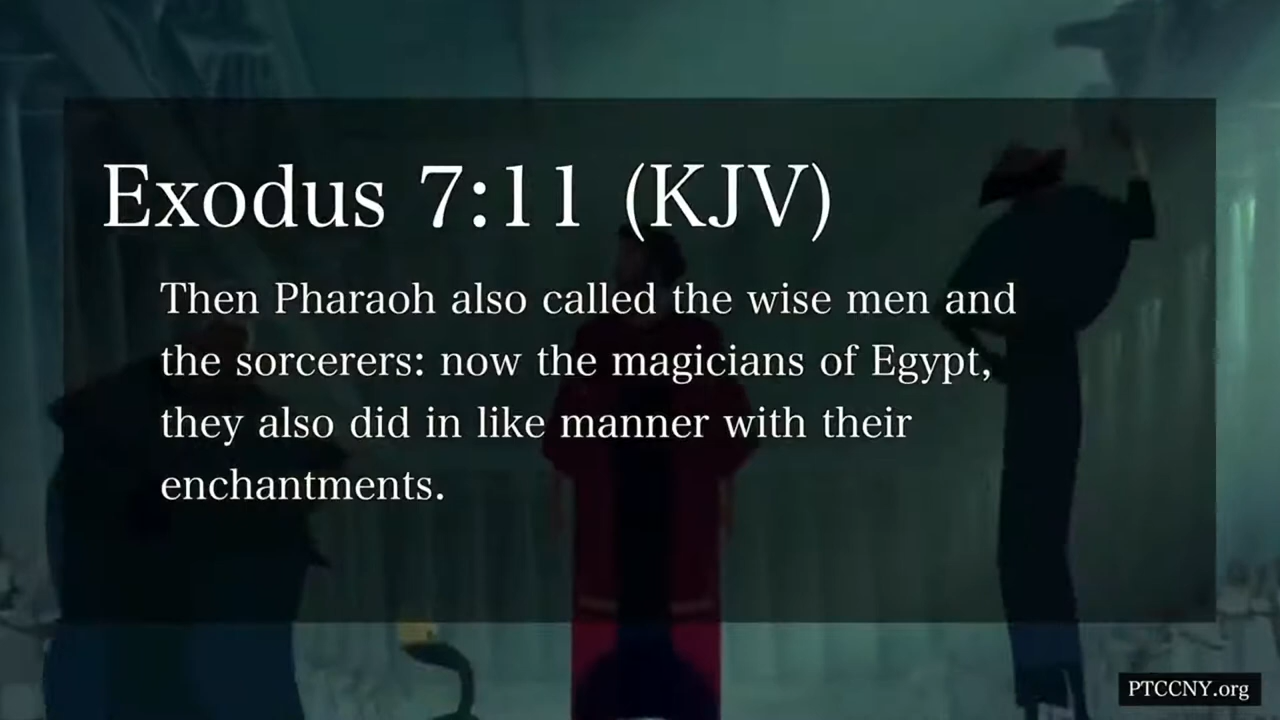 Exodus 7:11 (KJV)
Then Pharaoh also called the wise men and
the sorcerers: now the magicians of Egypt,
they also did in like manner with their
enchantments.
PTCCNY.org